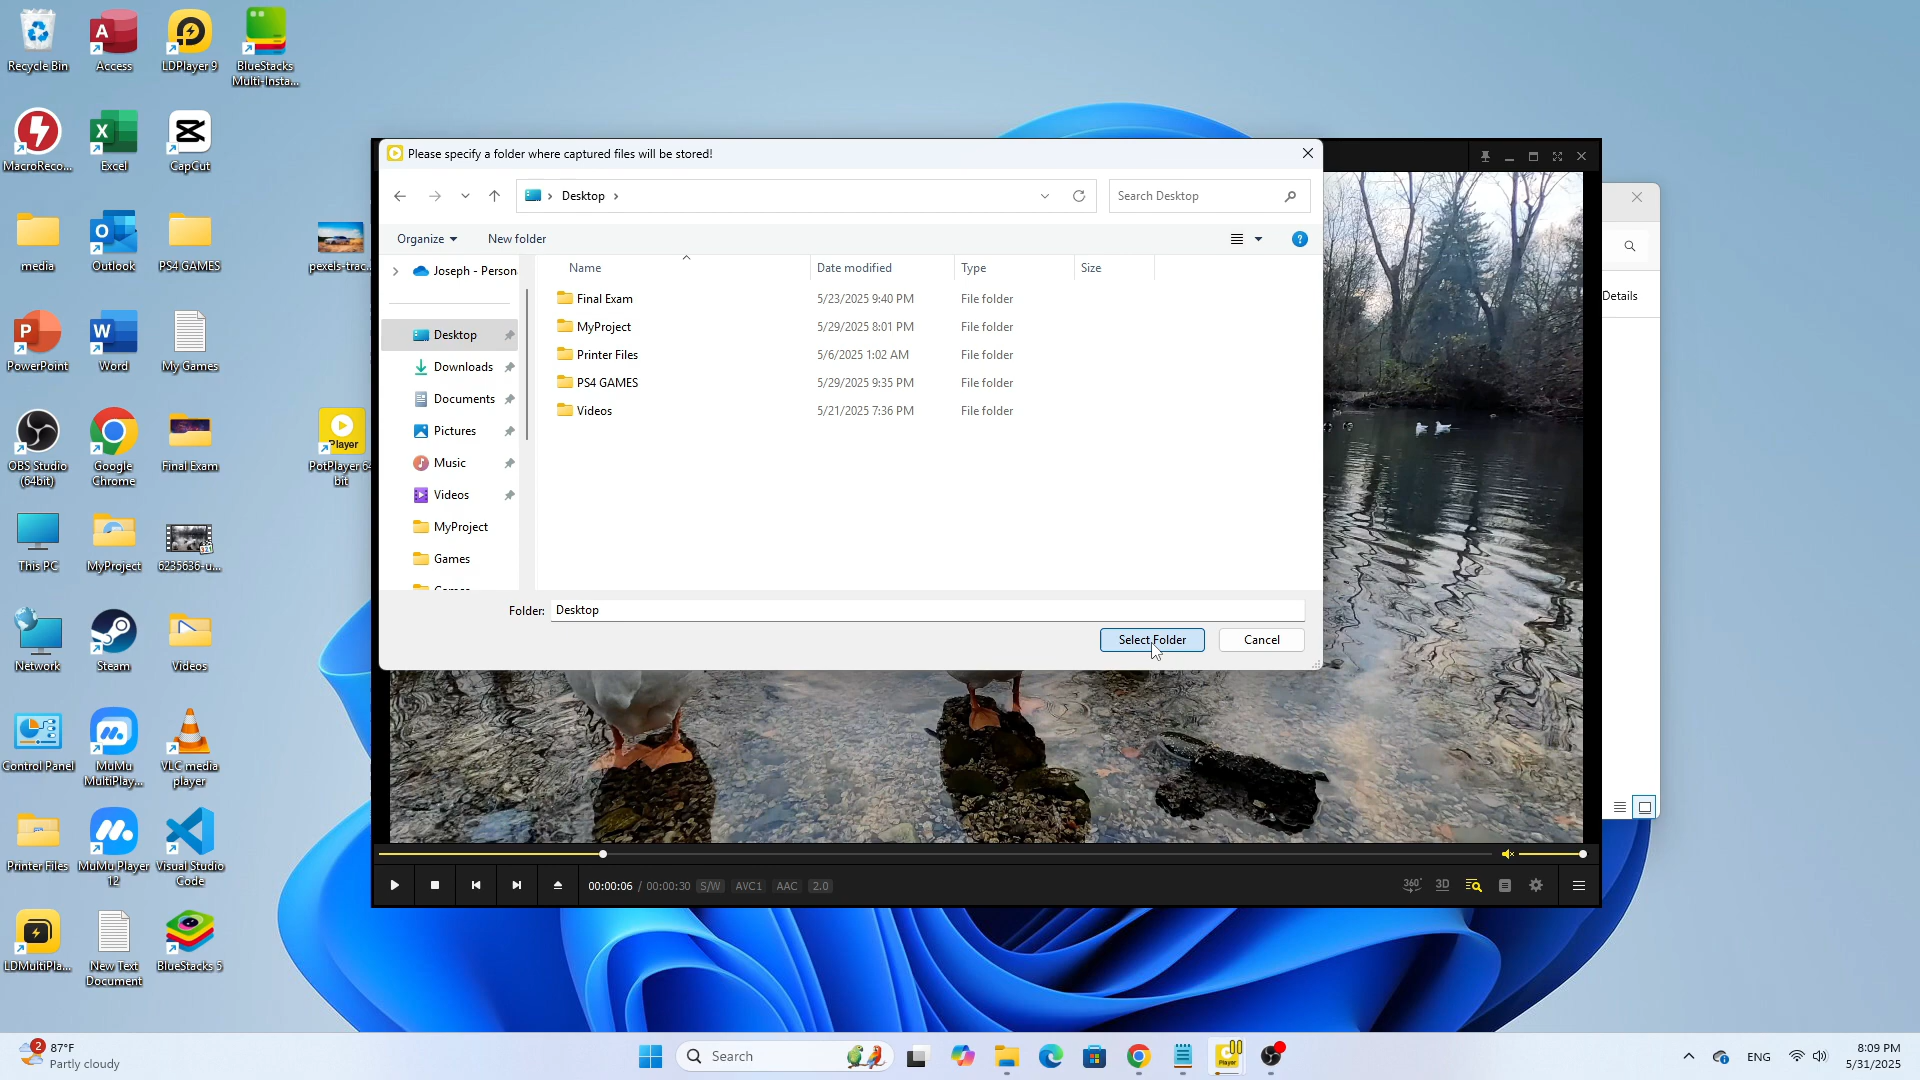 Recycle Bin
Access
LDPlayer 9
BlueStacks
Multi-Insta...
MacroReco...
Excel
CapCut
media
Outlook
PS4 GAMES
pexels-trac...
PowerPoint
Word
My Games
OBS Studio
(64bit)
Google
Chrome
Final Exam
Player
PotPlayer 64
bit
This PC
MyProject
6235636-u...
Network
Steam
Videos
Control Panel
MuMu
MultiPlay...
VLC media
player
Printer Files
MuMu Player
12
Visual Studio
Code
LDMultiPla...
New Text
Document
BlueStacks 5
Please specify a folder where captured files will be stored!
Desktop
Search Desktop
Organize
New folder
Joseph - Person
Desktop
Downloads
Documents
Pictures
Music
Videos
MyProject
Games
Name
Date modified
Type
Size
Final Exam
5/23/2025 9:40 PM
File folder
MyProject
5/29/2025 8:01 PM
File folder
Printer Files
5/6/2025 1:02 AM
File folder
PS4 GAMES
5/29/2025 9:35 PM
File folder
Videos
5/21/2025 7:36 PM
File folder
Folder:
Desktop
Select Folder
Cancel
Details
00:00:06 / 00:00:30 S/W AVC1 AAC 2.0
360°
3D
2
87°F
Partly cloudy
Search
ENG
8:09 PM
5/31/2025